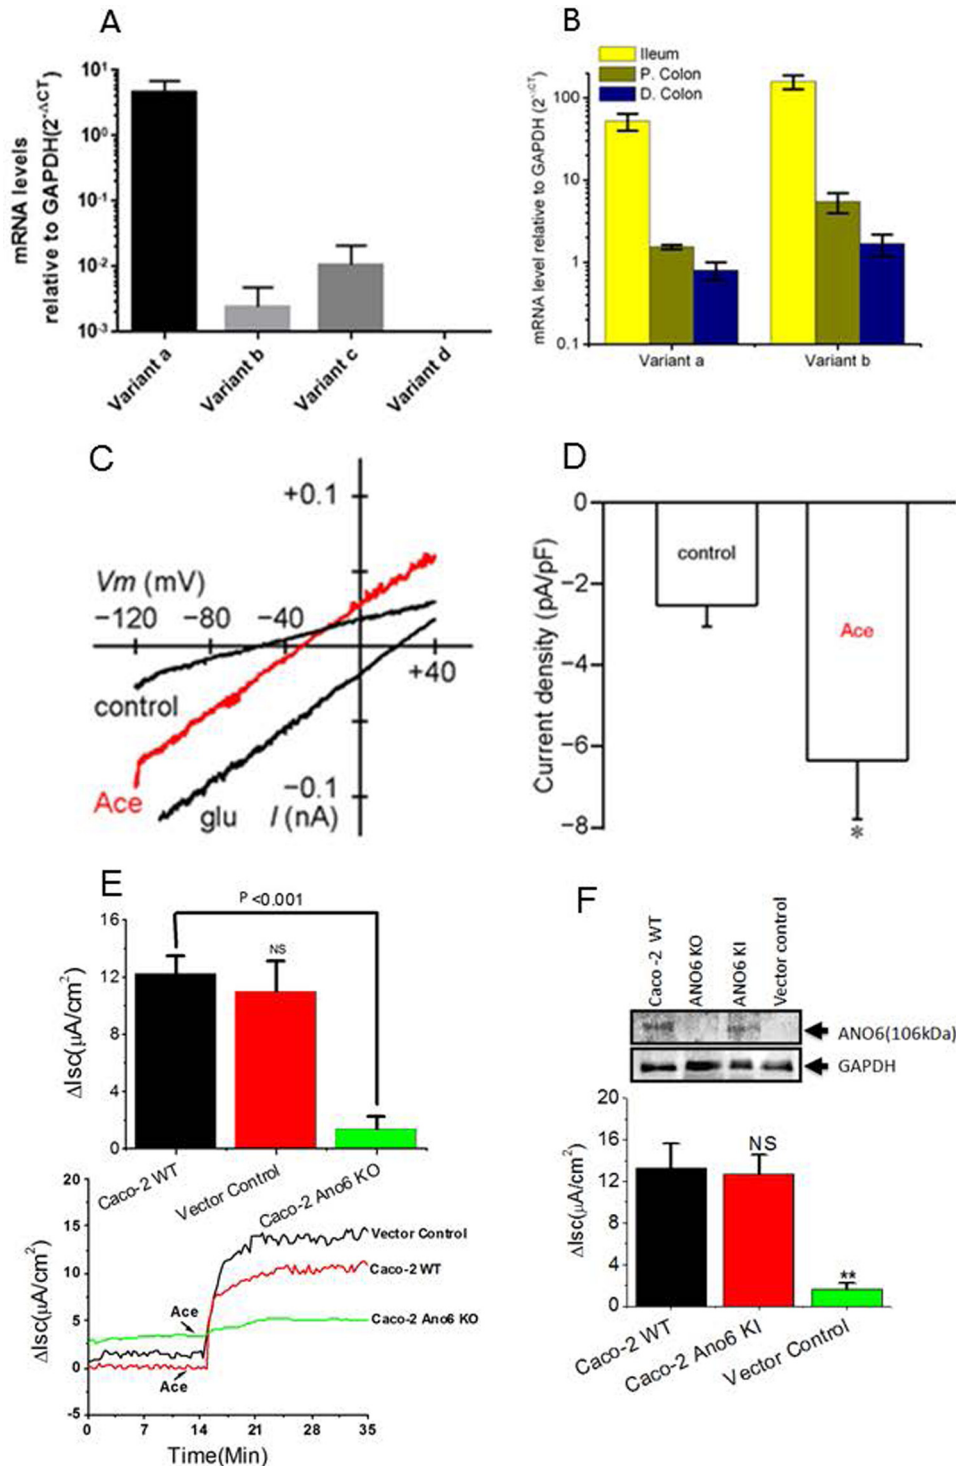 A
mRNA levels
relative to GAPDH(2^-ΔCT)
10^1
10^0
10^-1
10^-2
10^-3
Variant a
Variant b
Variant c
Variant d
B
Ileum
P. Colon
D. Colon
mRNA level relative to GAPDH (2^-ΔCT)
100
10
1
0.1
Variant a
Variant b
C
+0.1
Vm (mV)
−120
−80
−40
+40
control
Ace
glu
−0.1
I (nA)
D
Current density (pA/pF)
0
−2
−4
−6
−8
control
Ace
*
E
P <0.001
NS
ΔIsc(μA/cm²)
16
12
8
4
0
Caco-2 WT
Vector Control
Caco-2 Ano6 KO
ΔIsc(μA/cm²)
20
15
10
5
0
-5
Vector Control
Caco-2 WT
Caco-2 Ano6 KO
Ace
Ace
0
7
14
21
28
35
Time(Min)
F
Caco -2 WT
ANO6 KO
ANO6 KI
Vector control
ANO6(106kDa)
GAPDH
ΔIsc(μA/cm²)
20
16
12
8
4
0
NS
**
Caco-2 WT
Caco-2 Ano6 KI
Vector Control